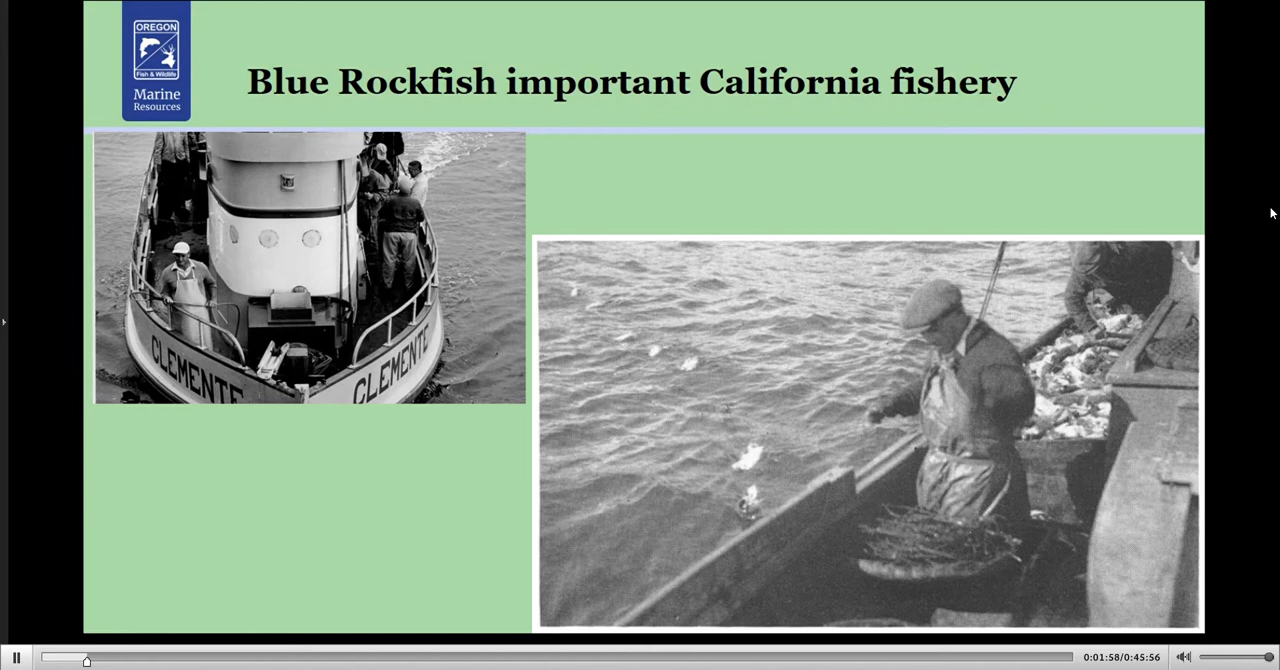 OREGON
Fish & Wildlife
Marine
Resources
Blue Rockfish important California fishery
CLEMENTE
CLEMENTE
0:01:58/0:45:56